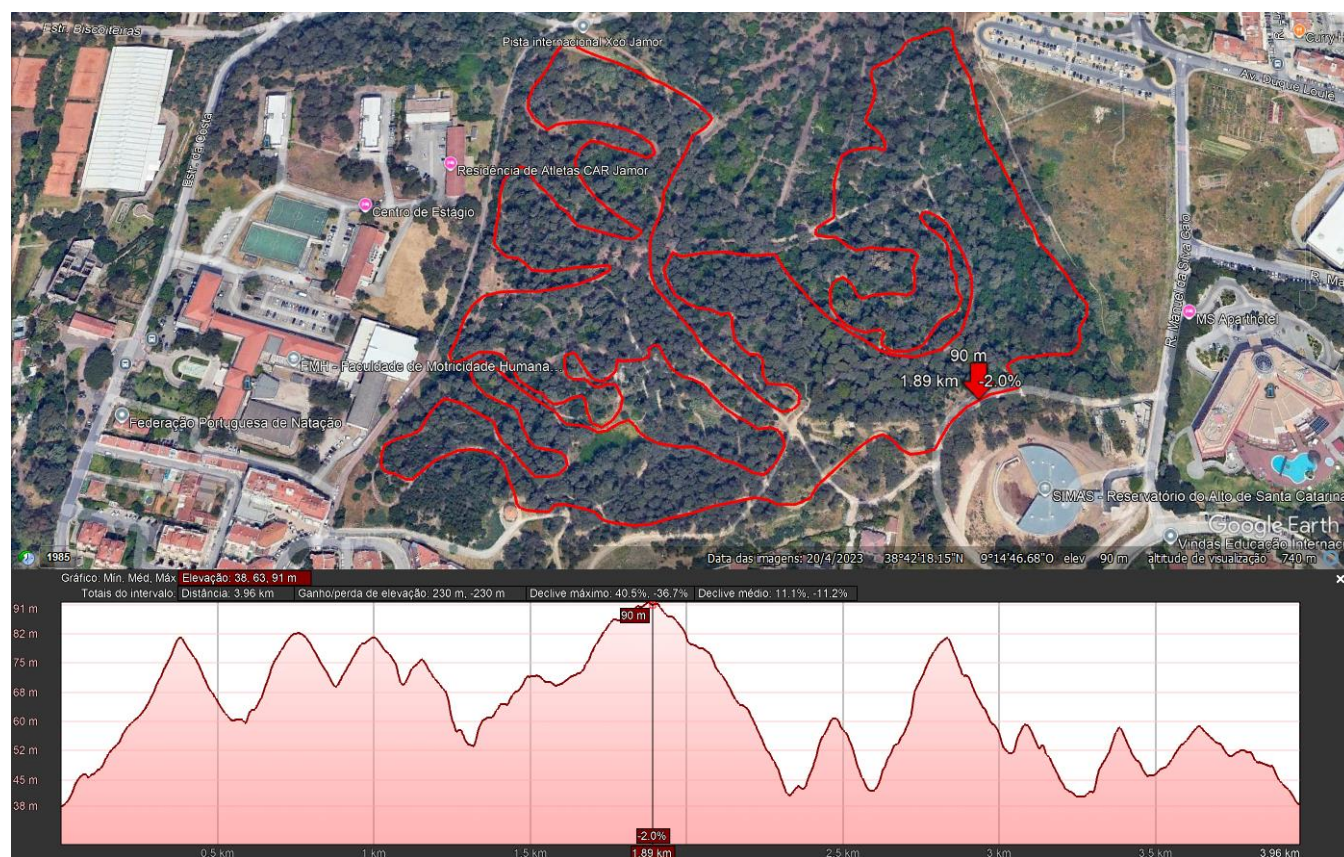 Estr. Biscoiteiras
Pista internacional Xco Jamor
Curry
Av. Duque Loulé
Estr. da Costa
Residência de Atletas CAR Jamor
Centro de Estágio
R. Manuel da Silva Gaio
R. Ma
MS Aparthotel
FMH - Faculdade de Motricidade Humana...
90 m
1.89 km -2.0%
Federação Portuguesa de Natação
SIMAS - Reservatório do Alto de Santa Catarina
Google Earth
Vindas Educação Internac
1985
Data das imagens: 20/4/2023 38°42'18.15"N 9°14'46.68"O elev 90 m altitude de visualização 740 m
Gráfico: Mín. Méd, Máx Elevação: 38, 63, 91 m
Totais do intervalo: Distância: 3.96 km Ganho/perda de elevação: 230 m, -230 m Declive máximo: 40.5%, -36.7% Declive médio: 11.1%, -11.2%
91 m
90 m
82 m
75 m
68 m
60 m
52 m
45 m
38 m
-2.0%
0.5 km 1 km 1.5 km 1.89 km 2.5 km 3 km 3.5 km 3.96 km